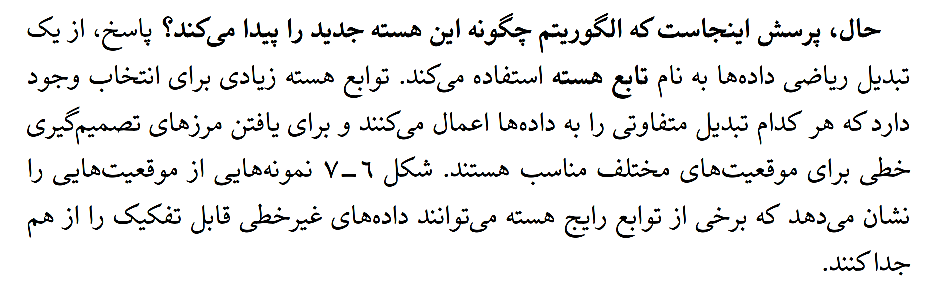 حال، پرسش اینجاست که الگوریتم چگونه این هسته جدید را پیدا می‌کند؟ پاسخ، از یک
تبدیل ریاضی داده‌ها به نام تابع هسته استفاده می‌کند. توابع هسته زیادی برای انتخاب وجود
دارد که هر کدام تبدیل متفاوتی را به داده‌ها اعمال می‌کنند و برای یافتن مرزهای تصمیم‌گیری
خطی برای موقعیت‌های مختلف مناسب هستند. شکل ٦ــ٧ نمونه‌هایی از موقعیت‌هایی را
نشان می‌دهد که برخی از توابع رایج هسته می‌توانند داده‌های غیرخطی قابل تفکیک را از هم
جدا کنند.